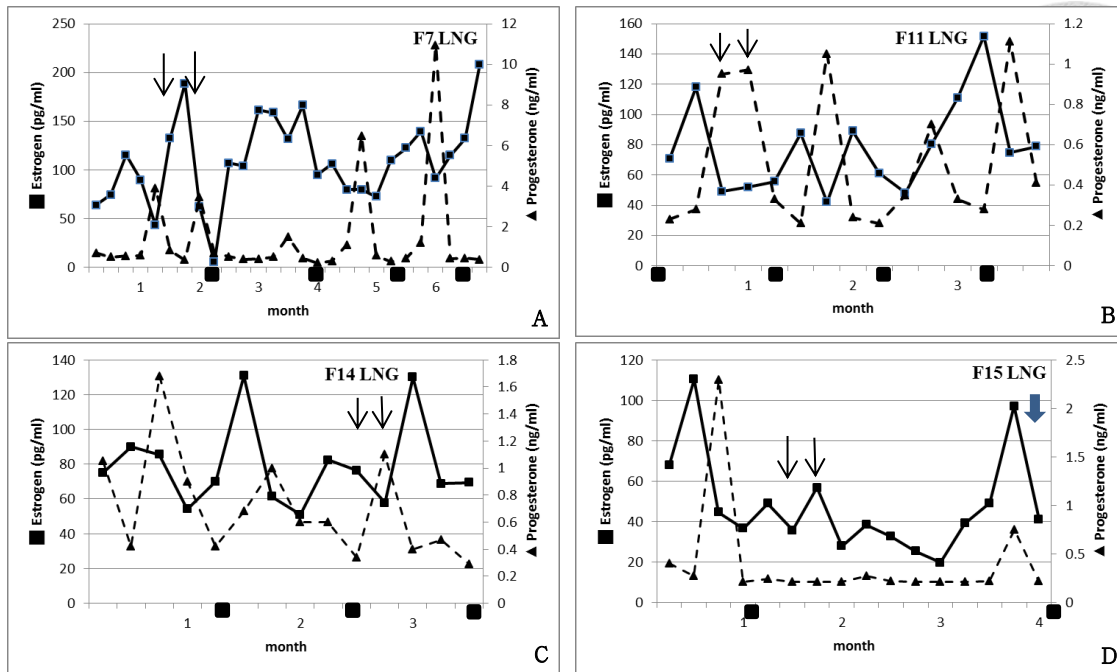 F7 LNG
Estrogen (pg/ml)
250
200
150
100
50
0
Progesterone (ng/ml)
12
10
8
6
4
2
0
1 2 3 4 5 6
month
A
F11 LNG
Estrogen (pg/ml)
160
140
120
100
80
60
40
20
0
Progesterone (ng/ml)
1.2
1
0.8
0.6
0.4
0.2
0
1 2 3
month
B
F14 LNG
Estrogen (pg/ml)
140
120
100
80
60
40
20
0
Progesterone (ng/ml)
1.8
1.6
1.4
1.2
1
0.8
0.6
0.4
0.2
0
1 2 3
month
C
F15 LNG
Estrogen (pg/ml)
120
100
80
60
40
20
0
Progesterone (ng/ml)
2.5
2
1.5
1
0.5
0
1 2 3 4
month
D